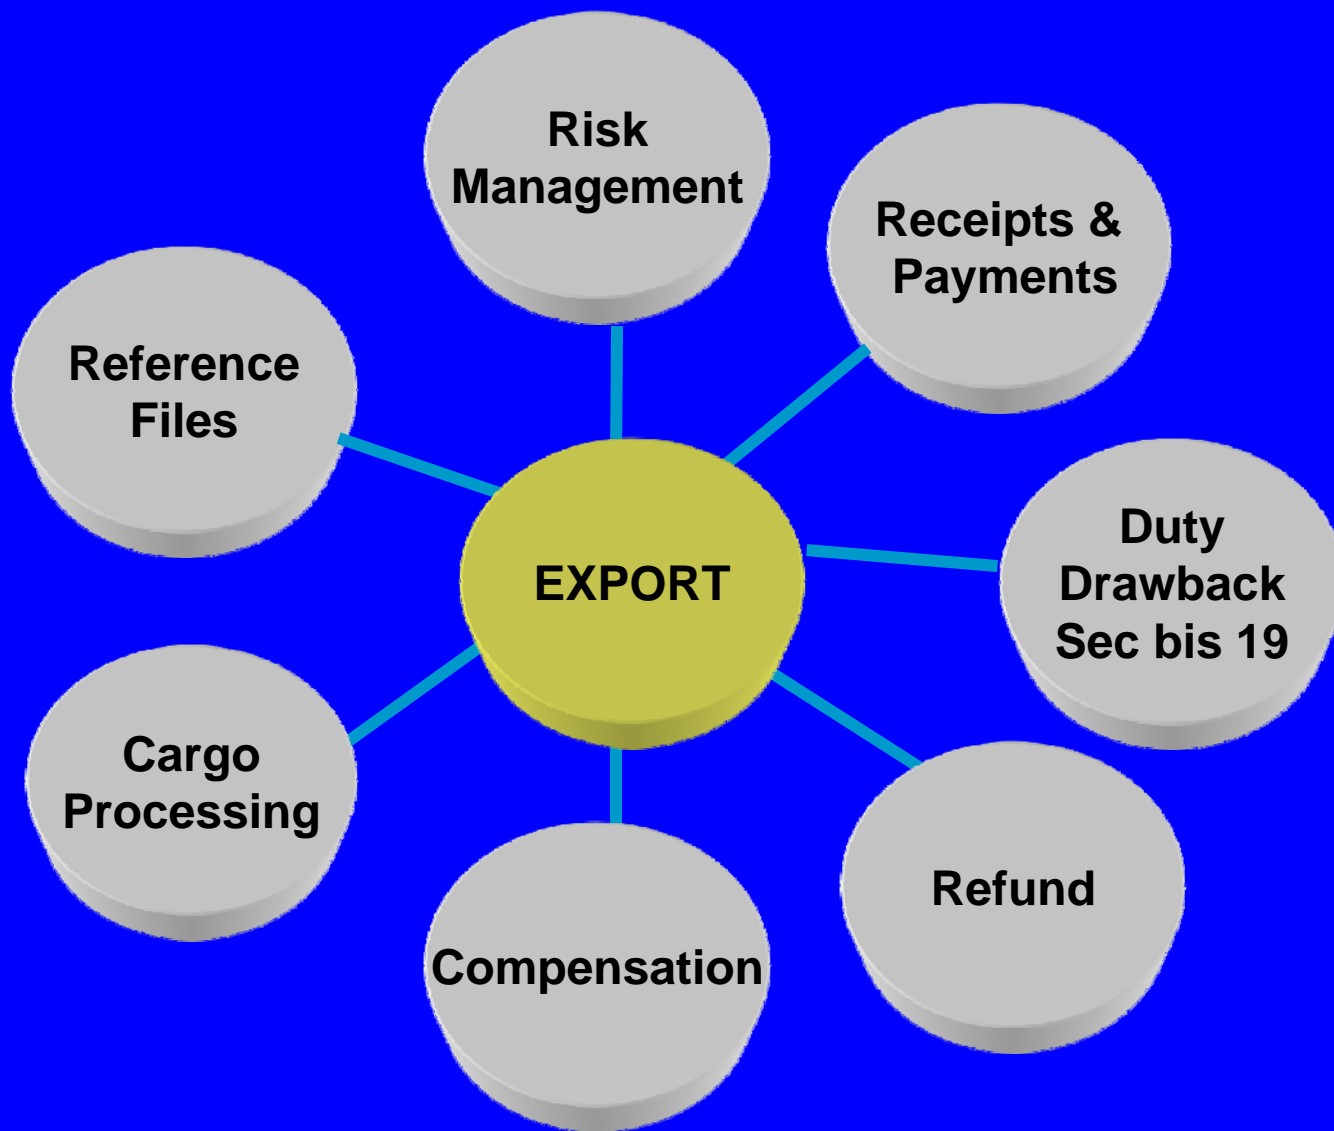 Risk
Management
Receipts &
Payments
Reference
Files
Duty
Drawback
Sec bis 19
EXPORT
Cargo
Processing
Refund
Compensation